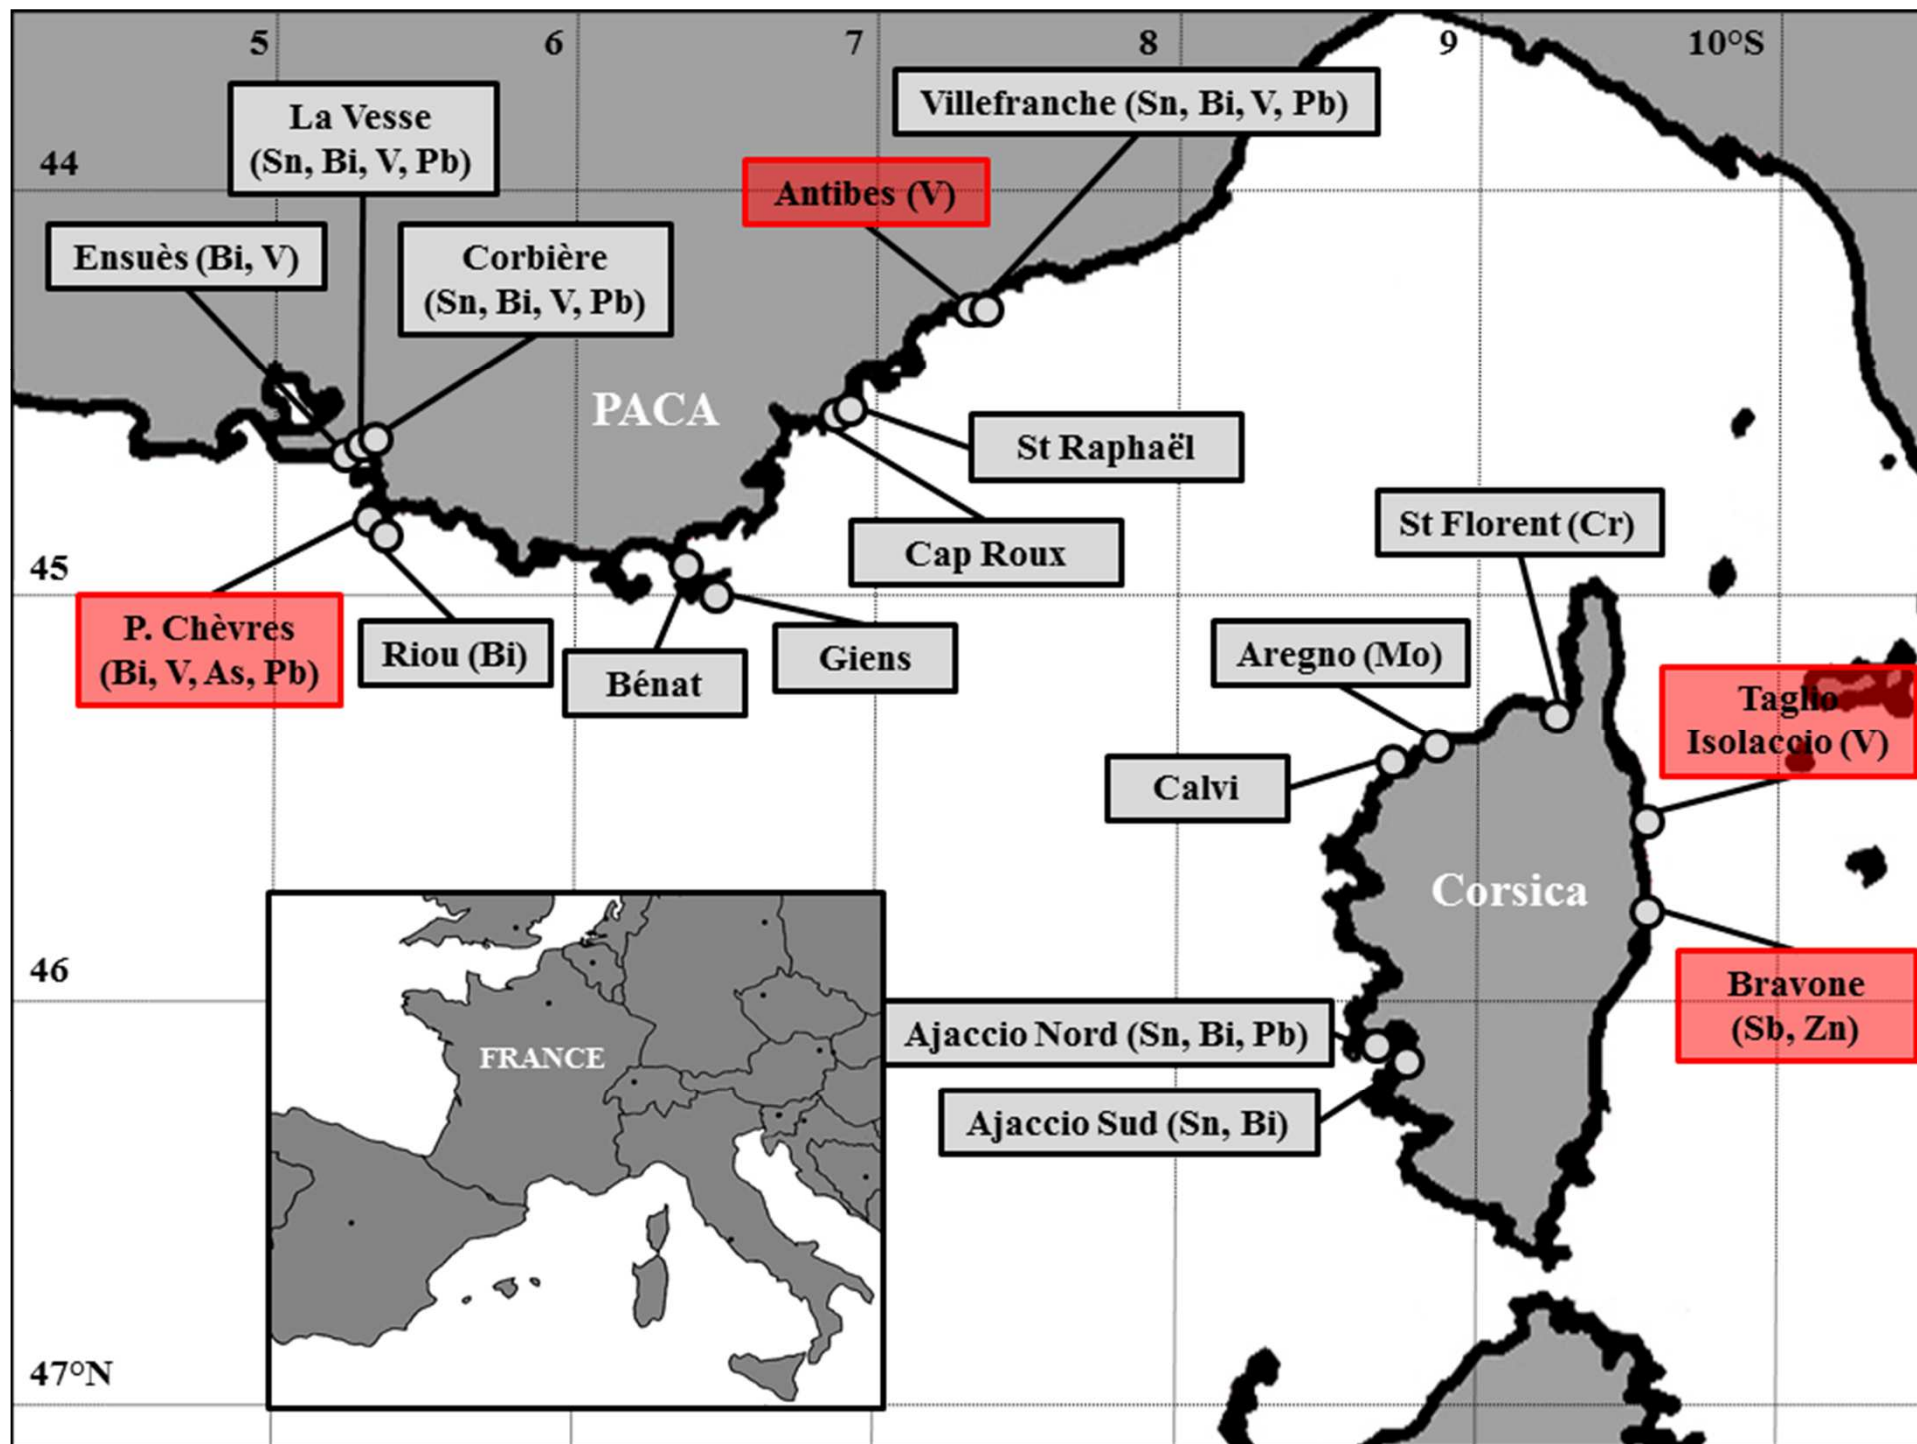 5
6
7
8
9
10°S
La Vesse
(Sn, Bi, V, Pb)
Villefranche (Sn, Bi, V, Pb)
44
Antibes (V)
Ensuès (Bi, V)
Corbière
(Sn, Bi, V, Pb)
PACA
St Raphaël
Cap Roux
St Florent (Cr)
45
P. Chèvres
(Bi, V, As, Pb)
Riou (Bi)
Bénat
Giens
Aregno (Mo)
Taglio
Isolaccio (V)
Calvi
Corsica
46
Bravone
(Sb, Zn)
Ajaccio Nord (Sn, Bi, Pb)
FRANCE
Ajaccio Sud (Sn, Bi)
47°N